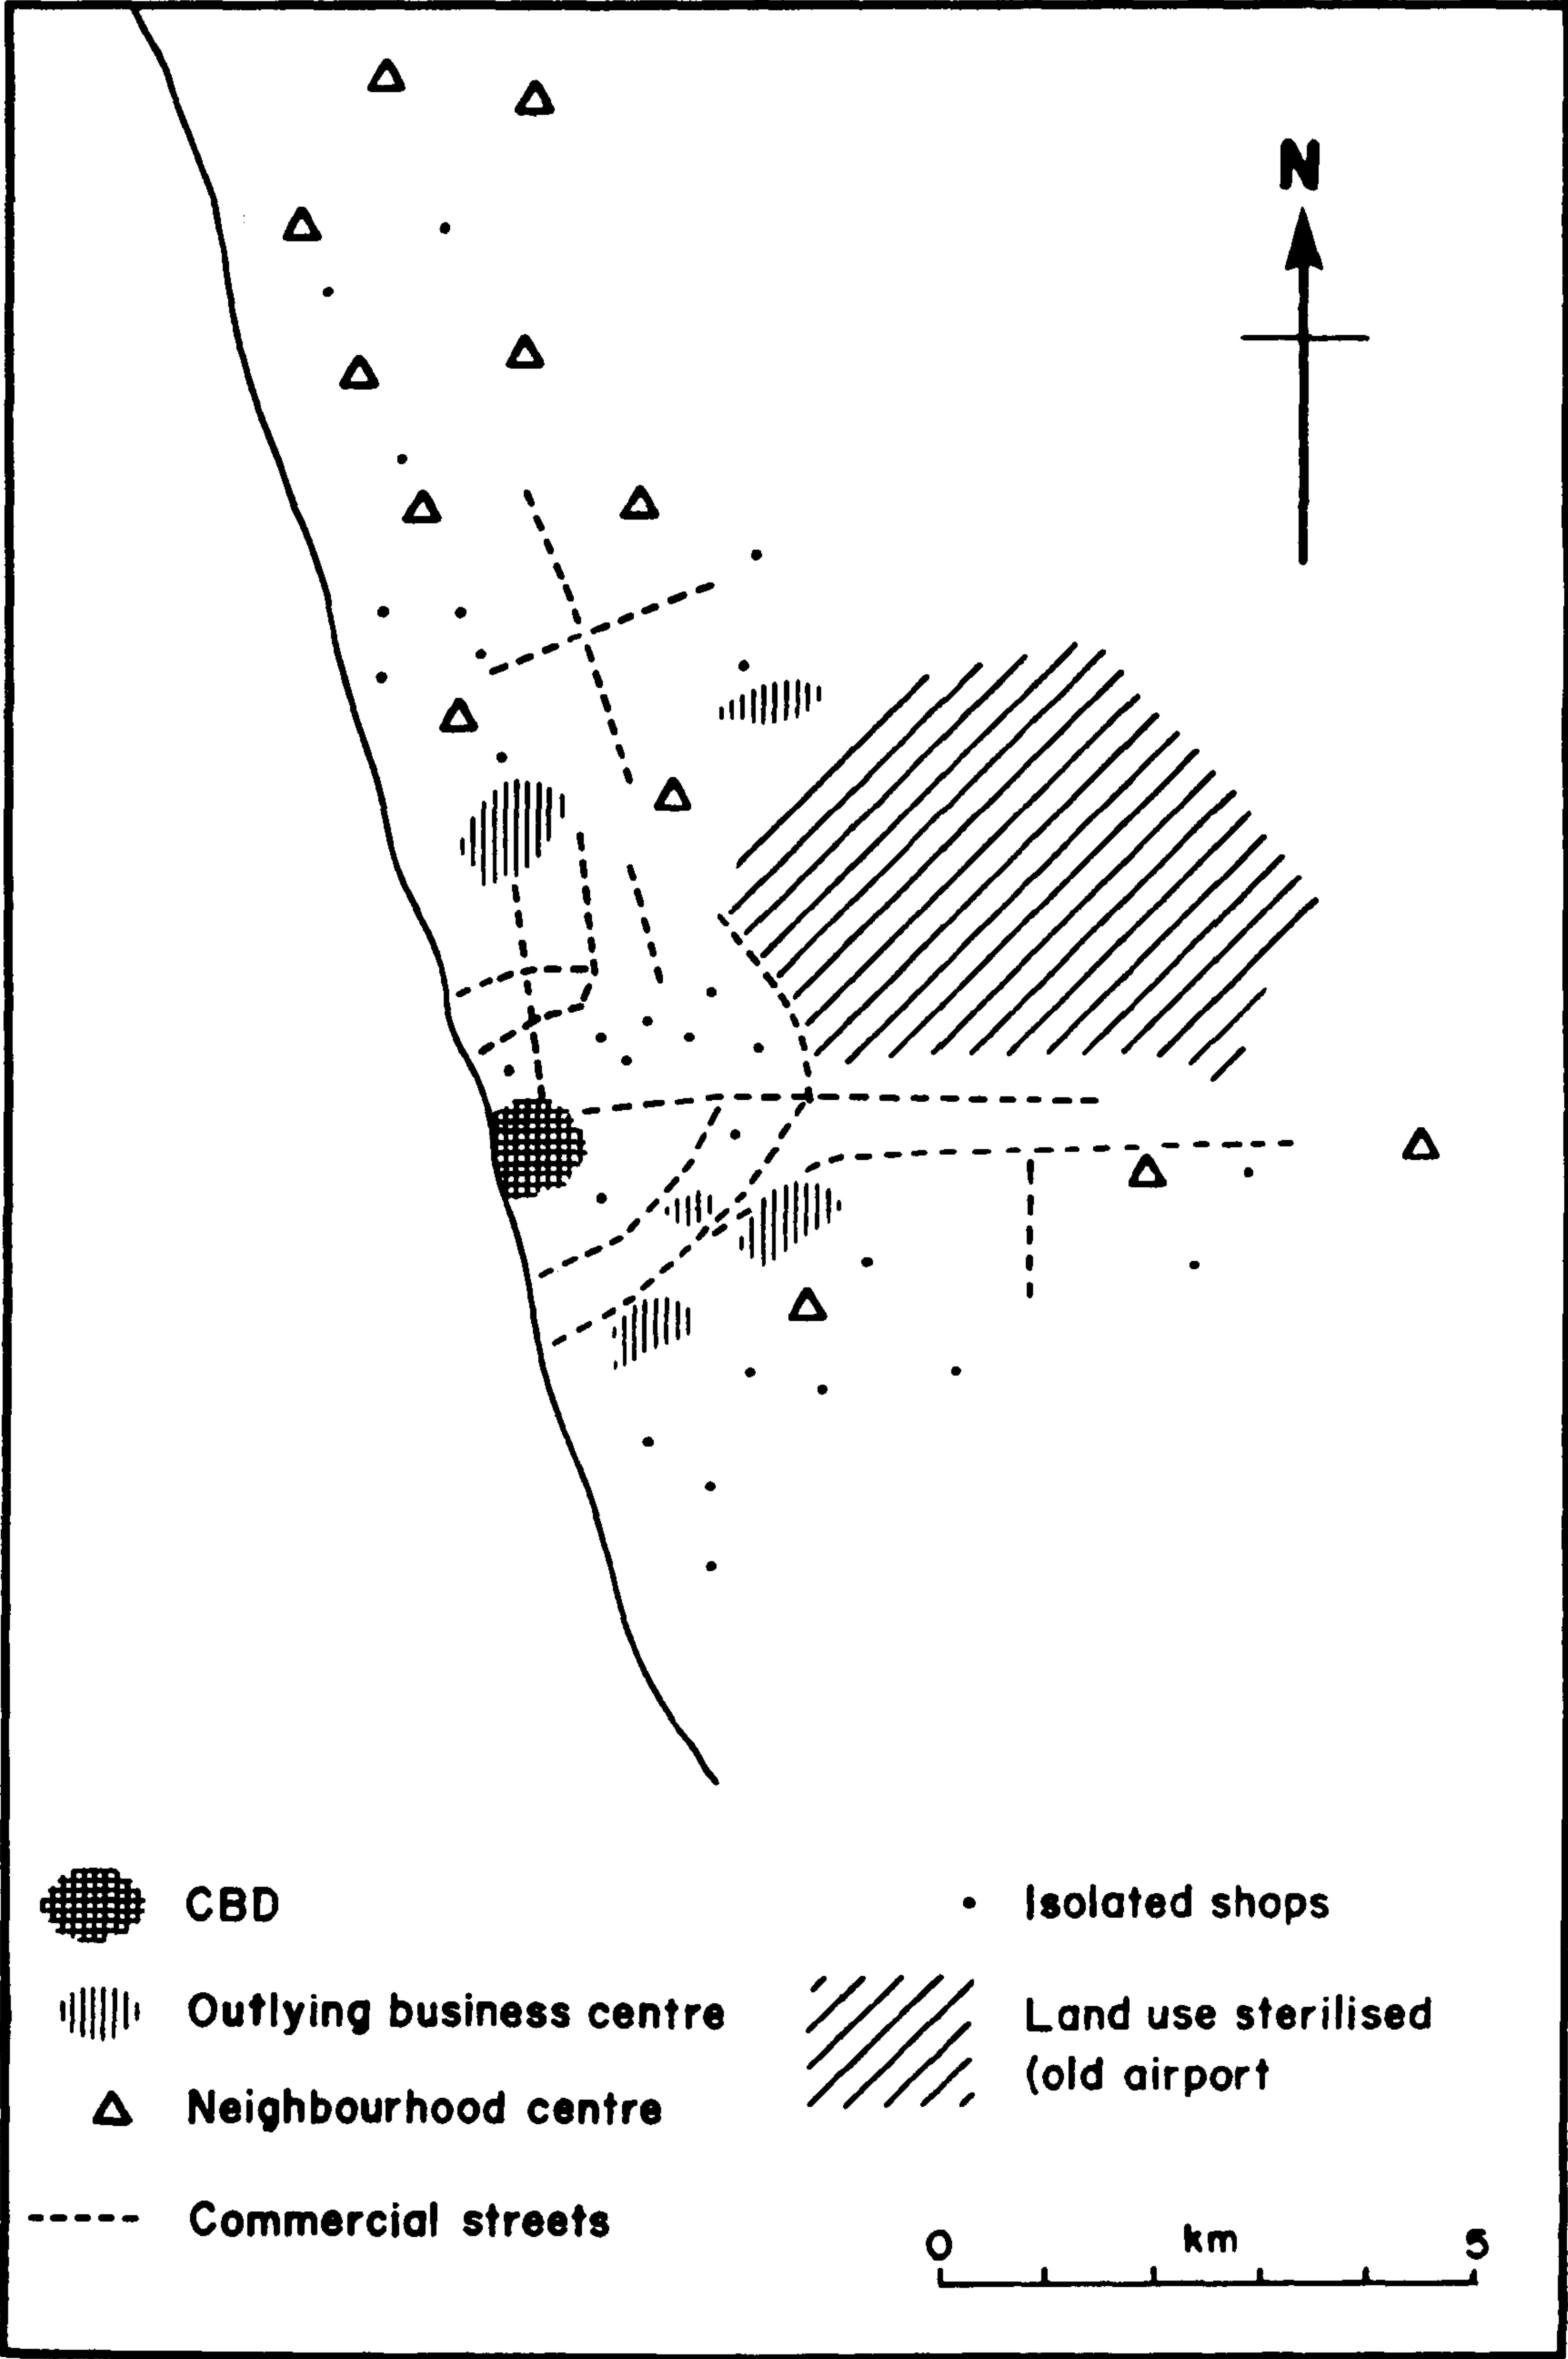 N
CBD
Outlying business centre
Neighbourhood centre
Commercial streets
Isolated shops
Land use sterilised
(old airport
0 km 5